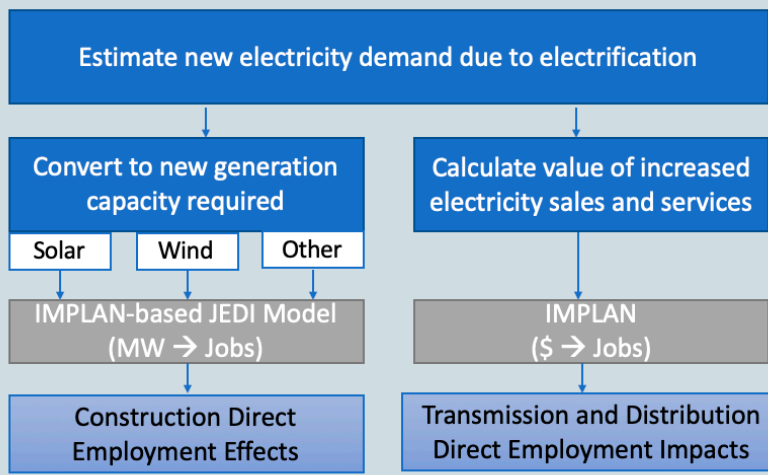 Estimate new electricity demand due to electrification
Convert to new generation
capacity required
Calculate value of increased
electricity sales and services
Solar
Wind
Other
IMPLAN-based JEDI Model
(MW → Jobs)
IMPLAN
($ → Jobs)
Construction Direct
Employment Effects
Transmission and Distribution
Direct Employment Impacts